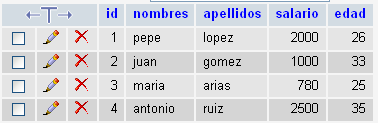 id nombres apellidos salario edad
1 pepe lopez 2000 26
2 juan gomez 1000 33
3 maria arias 780 25
4 antonio ruiz 2500 35